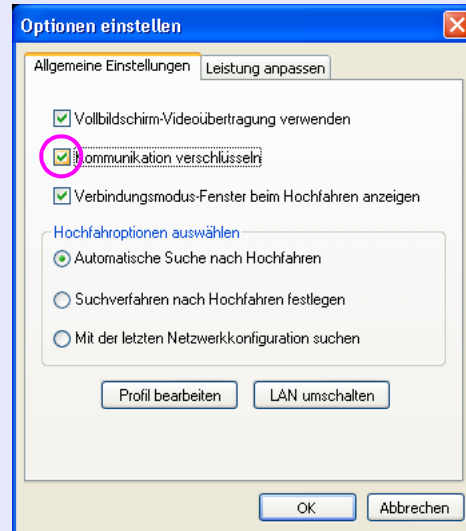 Optionen einstellen
Allgemeine Einstellungen
Leistung anpassen
Vollbildschirm-Videoübertragung verwenden
Kommunikation verschlüsseln
Verbindungsmodus-Fenster beim Hochfahren anzeigen
Hochfahroptionen auswählen
Automatische Suche nach Hochfahren
Suchverfahren nach Hochfahren festlegen
Mit der letzten Netzwerkkonfiguration suchen
Profil bearbeiten
LAN umschalten
OK
Abbrechen